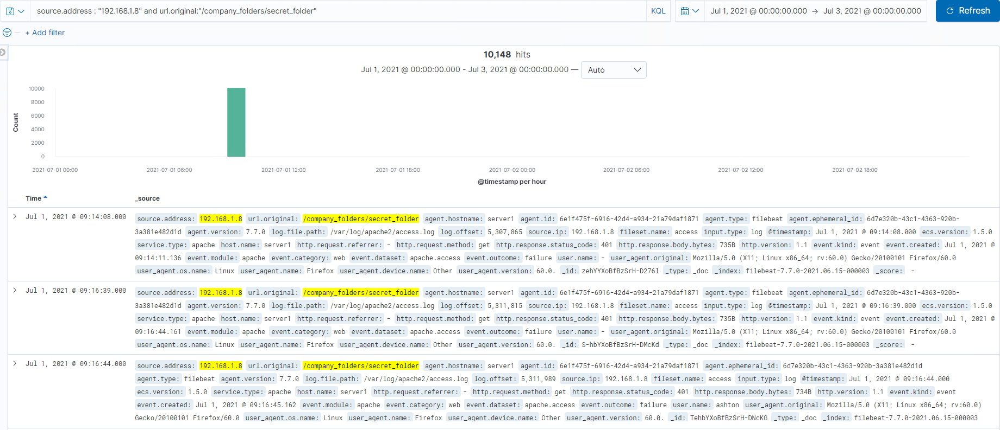 source.address : "192.168.1.8" and url.original:"/company_folders/secret_folder" KQL Jul 1, 2021 @ 00:00:00.000 → Jul 3, 2021 @ 00:00:00.000 Refresh
+ Add filter
10,148 hits
Jul 1, 2021 @ 00:00:00.000 - Jul 3, 2021 @ 00:00:00.000 — Auto
10000
8000
6000
4000
2000
0
Count
2021-07-01 00:00 2021-07-01 06:00 2021-07-01 12:00 2021-07-01 18:00 2021-07-02 00:00 2021-07-02 06:00 2021-07-02 12:00 2021-07-02 18:00
@timestamp per hour
Time _source
Jul 1, 2021 @ 09:14:08.000 source.address: 192.168.1.8 url.original: /company_folders/secret_folder agent.hostname: server1 agent.id: 6e1f475f-6916-42d4-a934-21a79daf1871 agent.type: filebeat agent.ephemeral_id: 6d7e320b-43c1-4363-920b-
3a381e482d1d agent.version: 7.7.0 log.file.path: /var/log/apache2/access.log log.offset: 5,307,865 source.ip: 192.168.1.8 fileset.name: access input.type: log @timestamp: Jul 1, 2021 @ 09:14:08.000 ecs.version: 1.5.0
service.type: apache host.name: server1 http.request.referrer: - http.request.method: get http.response.status_code: 401 http.response.body.bytes: 735B http.version: 1.1 event.kind: event event.created: Jul 1, 2021 @
09:14:11.136 event.module: apache event.category: web event.dataset: apache.access event.outcome: failure user.name: - user_agent.original: Mozilla/5.0 (X11; Linux x86_64; rv:60.0) Gecko/20100101 Firefox/60.0
user_agent.os.name: Linux user_agent.name: Firefox user_agent.device.name: Other user_agent.version: 60.0. _id: zehYYXoBfBzSrH-D276l _type: _doc _index: filebeat-7.7.0-2021.06.15-000003 _score: -
Jul 1, 2021 @ 09:16:39.000 source.address: 192.168.1.8 url.original: /company_folders/secret_folder agent.hostname: server1 agent.id: 6e1f475f-6916-42d4-a934-21a79daf1871 agent.type: filebeat agent.ephemeral_id: 6d7e320b-43c1-4363-920b-
3a381e482d1d agent.version: 7.7.0 log.file.path: /var/log/apache2/access.log log.offset: 5,311,815 source.ip: 192.168.1.8 fileset.name: access input.type: log @timestamp: Jul 1, 2021 @ 09:16:39.000 ecs.version: 1.5.0
service.type: apache host.name: server1 http.request.referrer: - http.request.method: get http.response.status_code: 401 http.response.body.bytes: 735B http.version: 1.1 event.kind: event event.created: Jul 1, 2021 @
09:16:44.161 event.module: apache event.category: web event.dataset: apache.access event.outcome: failure user.name: - user_agent.original: Mozilla/5.0 (X11; Linux x86_64; rv:60.0) Gecko/20100101 Firefox/60.0
user_agent.os.name: Linux user_agent.name: Firefox user_agent.device.name: Other user_agent.version: 60.0. _id: S-hbYXoBfBzSrH-DMcKd _type: _doc _index: filebeat-7.7.0-2021.06.15-000003 _score: -
Jul 1, 2021 @ 09:16:44.000 source.address: 192.168.1.8 url.original: /company_folders/secret_folder agent.hostname: server1 agent.id: 6e1f475f-6916-42d4-a934-21a79daf1871 agent.ephemeral_id: 6d7e320b-43c1-4363-920b-3a381e482d1d
agent.type: filebeat agent.version: 7.7.0 log.file.path: /var/log/apache2/access.log log.offset: 5,311,989 source.ip: 192.168.1.8 fileset.name: access input.type: log @timestamp: Jul 1, 2021 @ 09:16:44.000
ecs.version: 1.5.0 service.type: apache host.name: server1 http.request.referrer: - http.request.method: get http.response.status_code: 401 http.response.body.bytes: 734B http.version: 1.1 event.kind: event
event.created: Jul 1, 2021 @ 09:16:45.162 event.module: apache event.category: web event.dataset: apache.access event.outcome: failure user.name: ashton user_agent.original: Mozilla/5.0 (X11; Linux x86_64; rv:60.0)
Gecko/20100101 Firefox/60.0 user_agent.os.name: Linux user_agent.name: Firefox user_agent.device.name: Other user_agent.version: 60.0. _id: TehbYXoBfBzSrH-DNcKG _type: _doc _index: filebeat-7.7.0-2021.06.15-000003